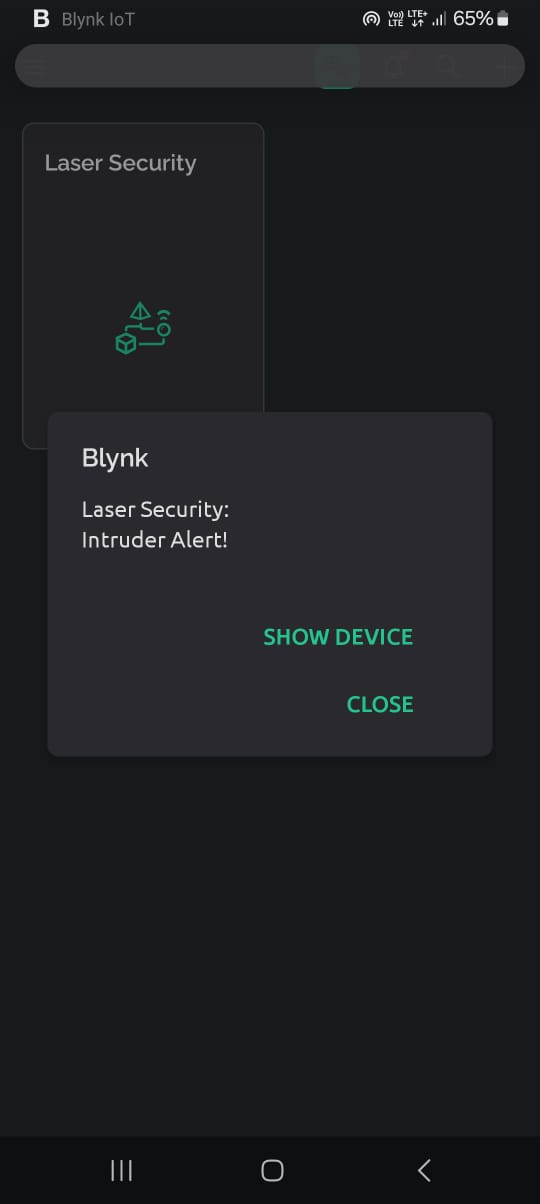 B Blynk IoT Vo)) LTE LTE+ 65%
Laser Security
Blynk
Laser Security:
Intruder Alert!
SHOW DEVICE
CLOSE